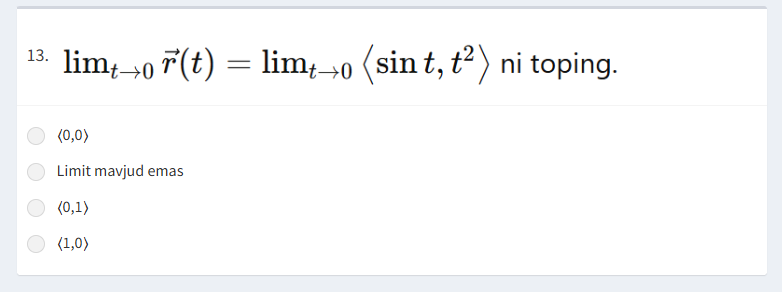 13. lim_{t→0} r⃗(t) = lim_{t→0} ⟨sin t, t²⟩ ni toping.
⟨0,0⟩
Limit mavjud emas
⟨0,1⟩
⟨1,0⟩